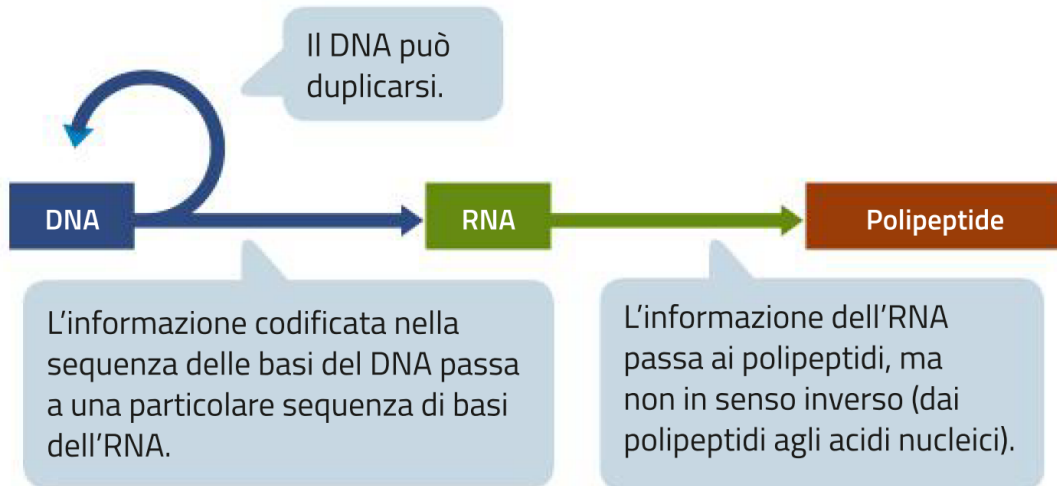 Il DNA può
duplicarsi.
DNA
RNA
Polipeptide
L’informazione codificata nella
sequenza delle basi del DNA passa
a una particolare sequenza di basi
dell’RNA.
L’informazione dell’RNA
passa ai polipeptidi, ma
non in senso inverso (dai
polipeptidi agli acidi nucleici).